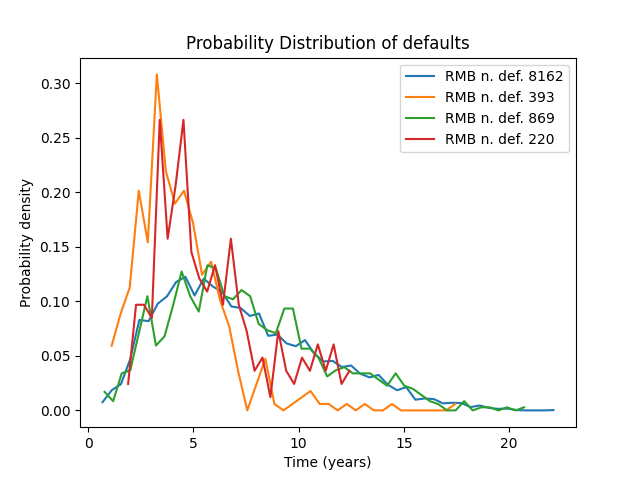 Probability Distribution of defaults
RMB n. def. 8162
RMB n. def. 393
RMB n. def. 869
RMB n. def. 220
0.30
0.25
0.20
0.15
0.10
0.05
0.00
Probability density
0 5 10 15 20
Time (years)